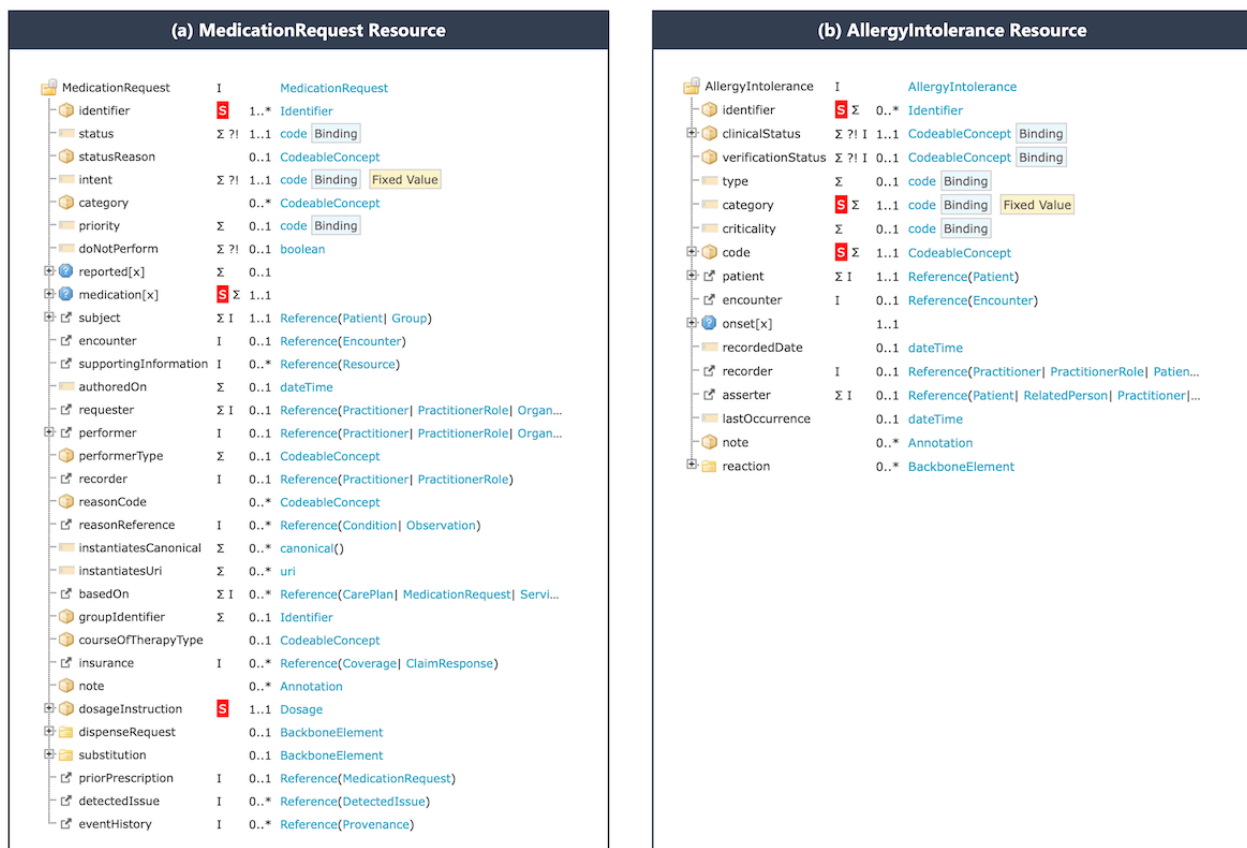 (a) MedicationRequest Resource
MedicationRequest I MedicationRequest
identifier S 1..* Identifier
status Σ ?! 1..1 code Binding
statusReason 0..1 CodeableConcept
intent Σ ?! 1..1 code Binding Fixed Value
category 0..* CodeableConcept
priority Σ 0..1 code Binding
doNotPerform Σ ?! 0..1 boolean
reported[x] Σ 0..1
medication[x] S Σ 1..1
subject Σ I 1..1 Reference(Patient| Group)
encounter I 0..1 Reference(Encounter)
supportingInformation I 0..* Reference(Resource)
authoredOn Σ 0..1 dateTime
requester Σ I 0..1 Reference(Practitioner| PractitionerRole| Organ...
performer I 0..1 Reference(Practitioner| PractitionerRole| Organ...
performerType Σ 0..1 CodeableConcept
recorder I 0..1 Reference(Practitioner| PractitionerRole)
reasonCode 0..* CodeableConcept
reasonReference I 0..* Reference(Condition| Observation)
instantiatesCanonical Σ 0..* canonical()
instantiatesUri Σ 0..* uri
basedOn Σ I 0..* Reference(CarePlan| MedicationRequest| Servi...
groupIdentifier Σ 0..1 Identifier
courseOfTherapyType 0..1 CodeableConcept
insurance I 0..* Reference(Coverage| ClaimResponse)
note 0..* Annotation
dosageInstruction S 1..1 Dosage
dispenseRequest 0..1 BackboneElement
substitution 0..1 BackboneElement
priorPrescription I 0..1 Reference(MedicationRequest)
detectedIssue I 0..* Reference(DetectedIssue)
eventHistory I 0..* Reference(Provenance)
(b) AllergyIntolerance Resource
AllergyIntolerance I AllergyIntolerance
identifier S Σ 0..* Identifier
clinicalStatus Σ ?! I 1..1 CodeableConcept Binding
verificationStatus Σ ?! I 0..1 CodeableConcept Binding
type Σ 0..1 code Binding
category S Σ 1..1 code Binding Fixed Value
criticality Σ 0..1 code Binding
code S Σ 1..1 CodeableConcept
patient Σ I 1..1 Reference(Patient)
encounter I 0..1 Reference(Encounter)
onset[x] 1..1
recordedDate 0..1 dateTime
recorder I 0..1 Reference(Practitioner| PractitionerRole| Patien...
asserter Σ I 0..1 Reference(Patient| RelatedPerson| Practitioner|...
lastOccurrence 0..1 dateTime
note 0..* Annotation
reaction 0..* BackboneElement